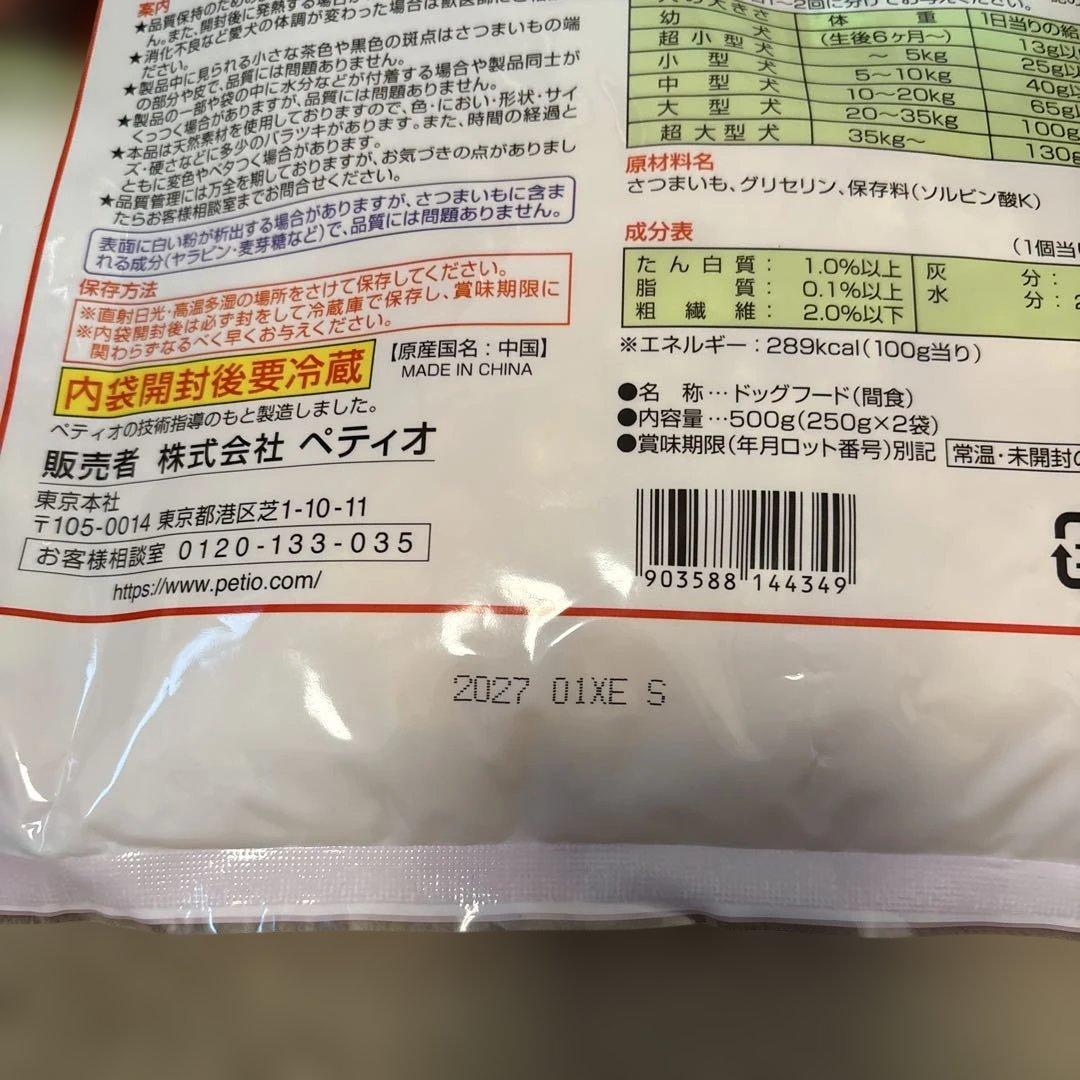 案内
★品質保持のため
ん。また、開封後に発熱する場合が
★消化不良など愛犬の体調が変わった場合は獣医師にご相談
ださい。
★製品中に見られる小さな茶色や黒色の斑点はさつまいもの端
の部分や皮で、品質には問題ありません。
★製品の一部や袋の中に水分などが付着する場合や製品同士が
くっつく場合がありますが、品質には問題ありません。
★本品は天然素材を使用しておりますので、色・におい・形状・サイ
ズ・硬さなどに多少のバラツキがあります。また、時間の経過と
ともに変色やベタつく場合があります。
★品質管理には万全を期しておりますが、お気づきの点がありまし
たらお客様相談室までお問合せください。
表面に白い粉が析出する場合がありますが、さつまいもに含ま
れる成分(ヤラピン・麦芽糖など)で、品質には問題ありません。
保存方法
※直射日光・高温多湿の場所をさけて保存してください。
※内袋開封後は必ず封をして冷蔵庫で保存し、賞味期限に
関わらずなるべく早くお与えください。
内袋開封後要冷蔵
【原産国名:中国】
MADE IN CHINA
ペティオの技術指導のもと製造しました。
販売者 株式会社 ペティオ
東京本社
〒105-0014 東京都港区芝1-10-11
お客様相談室 0120-133-035
https://www.petio.com/
1〜2回に分けてお与えください。
犬の大きさ 体重 1日当りの給
幼犬 (生後6ヶ月〜) 13g以
超小型犬 〜 5kg 25g以
小型犬 5〜10kg 40g以
中型犬 10〜20kg 65g以
大型犬 20〜35kg 100g
超大型犬 35kg〜 130g
原材料名
さつまいも、グリセリン、保存料(ソルビン酸K)
成分表
(1個当り
たん白質: 1.0%以上 灰分:
脂質: 0.1%以上 水分: 2
粗繊維: 2.0%以下
※エネルギー:289kcal(100g当り)
●名 称…ドッグフード(間食)
●内容量…500g(250g×2袋)
●賞味期限(年月ロット番号)別記 常温・未開封の
903588 144349
2027 01XE S